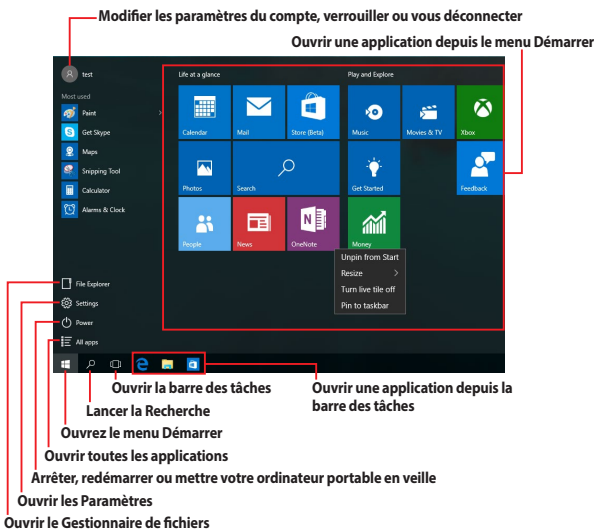 Modifier les paramètres du compte, verrouiller ou vous déconnecter
Ouvrir une application depuis le menu Démarrer
test
Most used
Paint
Get Skype
Maps
Snipping Tool
Calculator
Alarms & Clock
File Explorer
Settings
Power
All apps
Life at a glance
Play and Explore
Calendar
Mail
Store (Beta)
Music
Movies & TV
Xbox
Photos
Search
Get Started
Feedback
People
News
OneNote
Money
Unpin from Start
Resize
Turn live tile off
Pin to taskbar
Ouvrir la barre des tâches
Ouvrir une application depuis la
barre des tâches
Lancer la Recherche
Ouvrez le menu Démarrer
Ouvrir toutes les applications
Arrêter, redémarrer ou mettre votre ordinateur portable en veille
Ouvrir les Paramètres
Ouvrir le Gestionnaire de fichiers